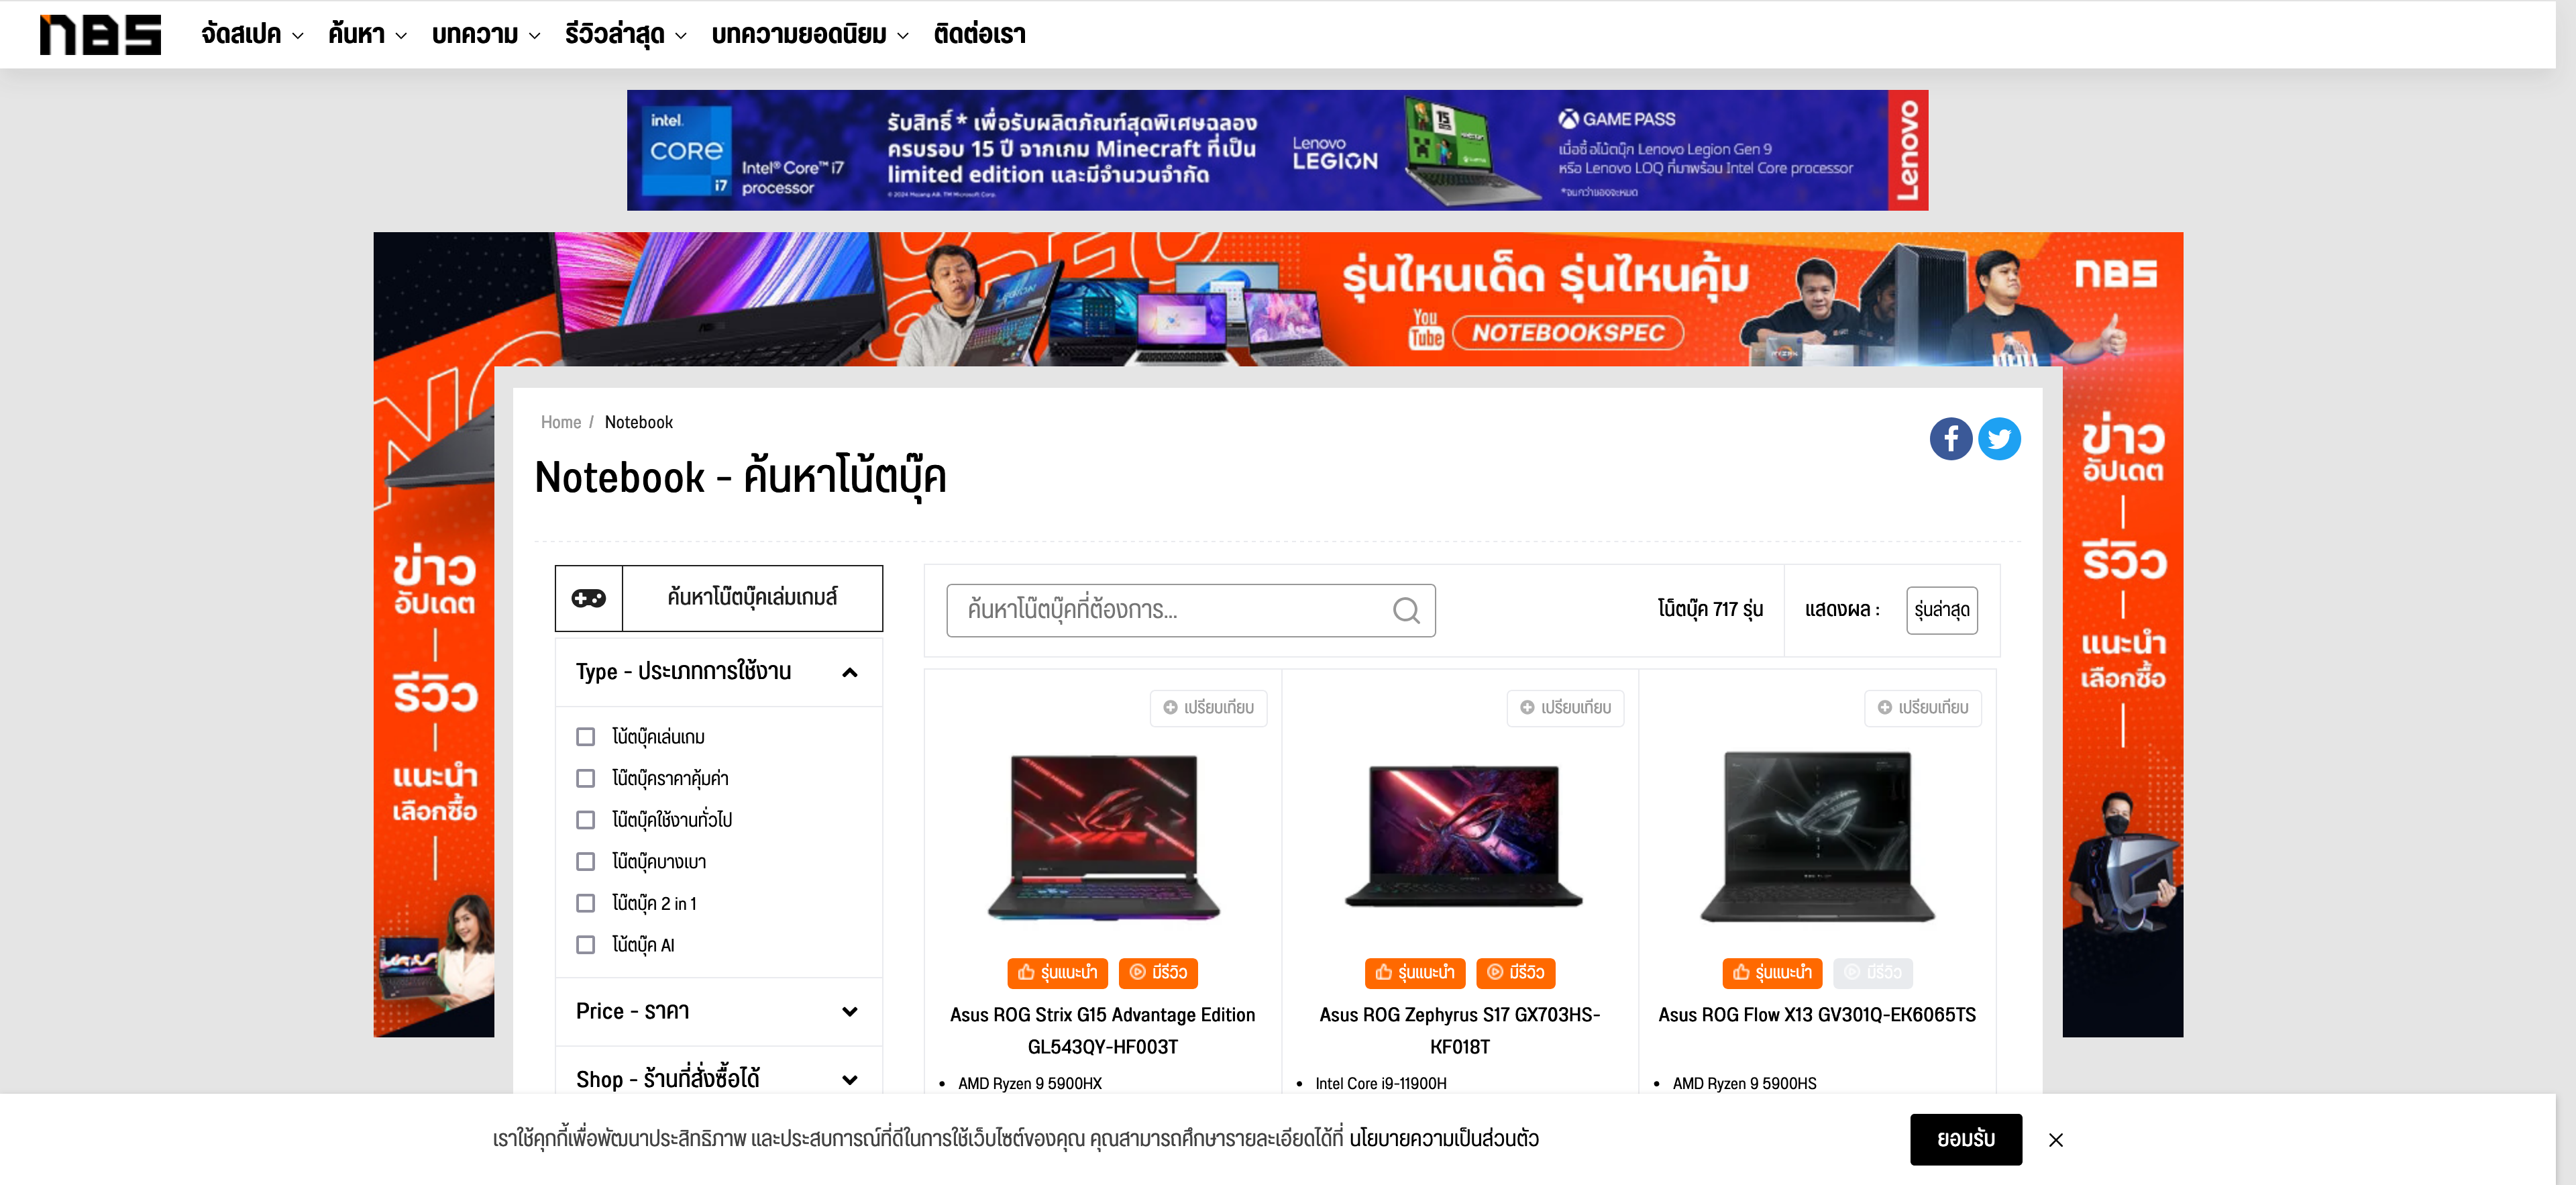 NBS จัดสเปค ค้นหา บทความ รีวิวล่าสุด บทความยอดนิยม ติดต่อเรา
intel.
CORE
i7
Intel® Core™ i7
processor
รับสิทธิ์ * เพื่อรับผลิตภัณฑ์สุดพิเศษฉลอง
ครบรอบ 15 ปี จากเกม Minecraft ที่เป็น
limited edition และมีจำนวนจำกัด
Lenovo
LEGION
15
GAME PASS
เมื่อซื้อโน้ตบุ๊ก Lenovo Legion Gen 9
หรือ Lenovo LOQ ที่มาพร้อม Intel Core processor
*จนกว่าของจะหมด
Lenovo
รุ่นไหนเด็ด รุ่นไหนคุ้ม
You
Tube
NOTEBOOKSPEC
NBS
ข่าว
อัปเดต
รีวิว
แนะนำ
เลือกซื้อ
ข่าว
อัปเดต
รีวิว
แนะนำ
เลือกซื้อ
Home / Notebook
Notebook - ค้นหาโน้ตบุ๊ค
ค้นหาโน๊ตบุ๊คเล่มเกมส์
ค้นหาโน๊ตบุ๊คที่ต้องการ...
โน็ตบุ๊ค 717 รุ่น
แสดงผล :
รุ่นล่าสุด
Type - ประเภทการใช้งาน
โน้ตบุ๊คเล่นเกม
โน๊ตบุ๊คราคาคุ้มค่า
โน๊ตบุ๊คใช้งานทั่วไป
โน๊ตบุ๊คบางเบา
โน๊ตบุ๊ค 2 in 1
โน้ตบุ๊ค AI
Price - ราคา
Shop - ร้านที่สั่งซื้อได้
เปรียบเทียบ
รุ่นแนะนำ มีรีวิว
Asus ROG Strix G15 Advantage Edition
GL543QY-HF003T
• AMD Ryzen 9 5900HX
เปรียบเทียบ
รุ่นแนะนำ มีรีวิว
Asus ROG Zephyrus S17 GX703HS-
KF018T
• Intel Core i9-11900H
เปรียบเทียบ
รุ่นแนะนำ มีรีวิว
Asus ROG Flow X13 GV301Q-EK6065TS
• AMD Ryzen 9 5900HS
เราใช้คุกกี้เพื่อพัฒนาประสิทธิภาพ และประสบการณ์ที่ดีในการใช้เว็บไซต์ของคุณ คุณสามารถศึกษารายละเอียดได้ที่ นโยบายความเป็นส่วนตัว
ยอมรับ